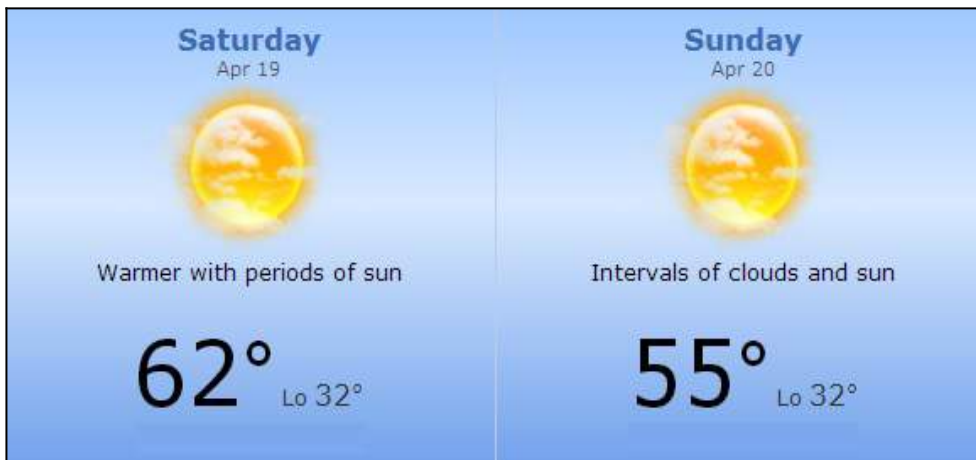 Saturday
Apr 19
Warmer with periods of sun
62° Lo 32°
Sunday
Apr 20
Intervals of clouds and sun
55° Lo 32°